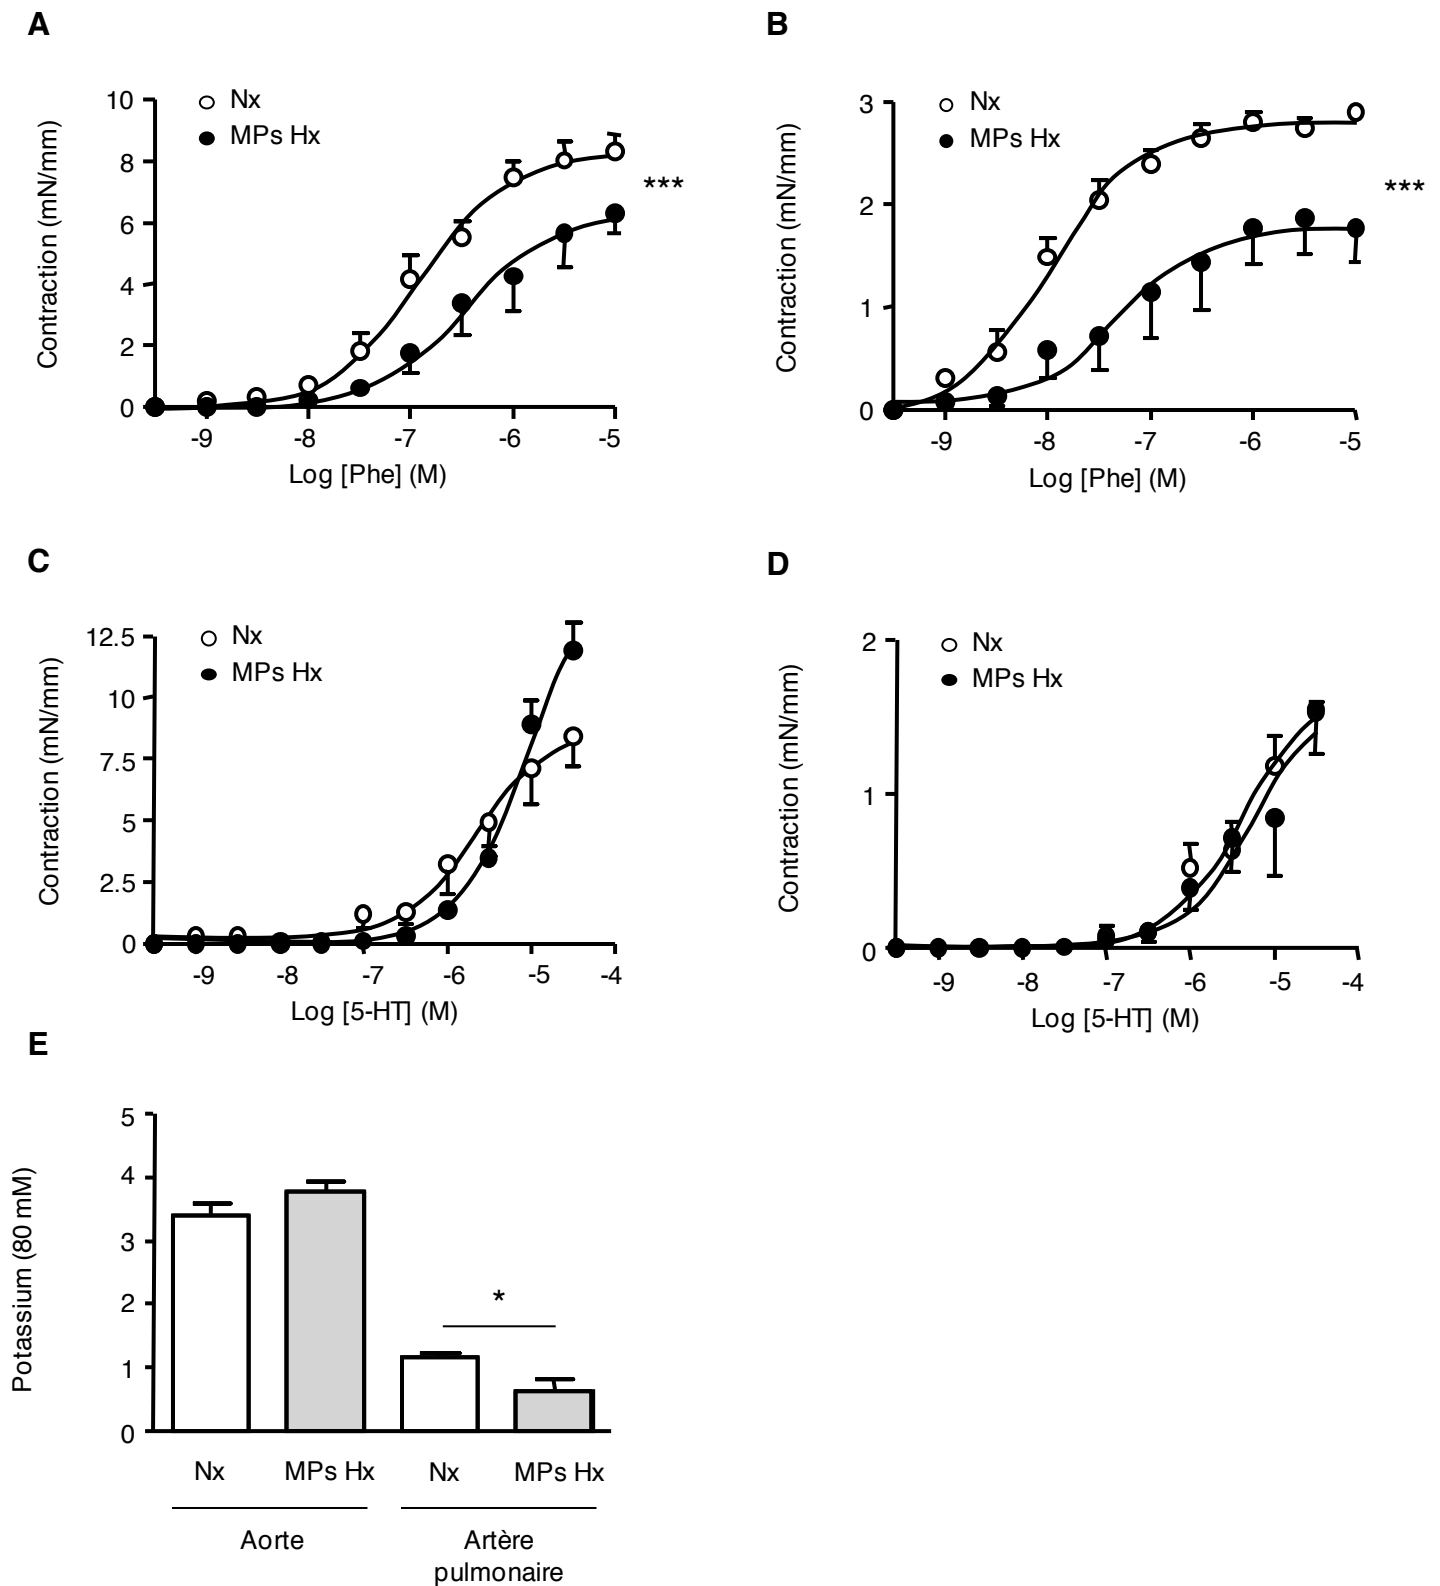 A
Nx
MPs Hx
Contraction (mN/mm)
10
8
6
4
2
0
***
-9
-8
-7
-6
-5
Log [Phe] (M)
B
Nx
MPs Hx
Contraction (mN/mm)
3
2
1
0
***
-9
-8
-7
-6
-5
Log [Phe] (M)
C
Nx
MPs Hx
Contraction (mN/mm)
12.5
10
7.5
5
2.5
0
-9
-8
-7
-6
-5
-4
Log [5-HT] (M)
D
Nx
MPs Hx
Contraction (mN/mm)
2
1
0
-9
-8
-7
-6
-5
-4
Log [5-HT] (M)
E
Potassium (80 mM)
5
4
3
2
1
0
*
Nx
MPs Hx
Nx
MPs Hx
Aorte
Artère
pulmonaire